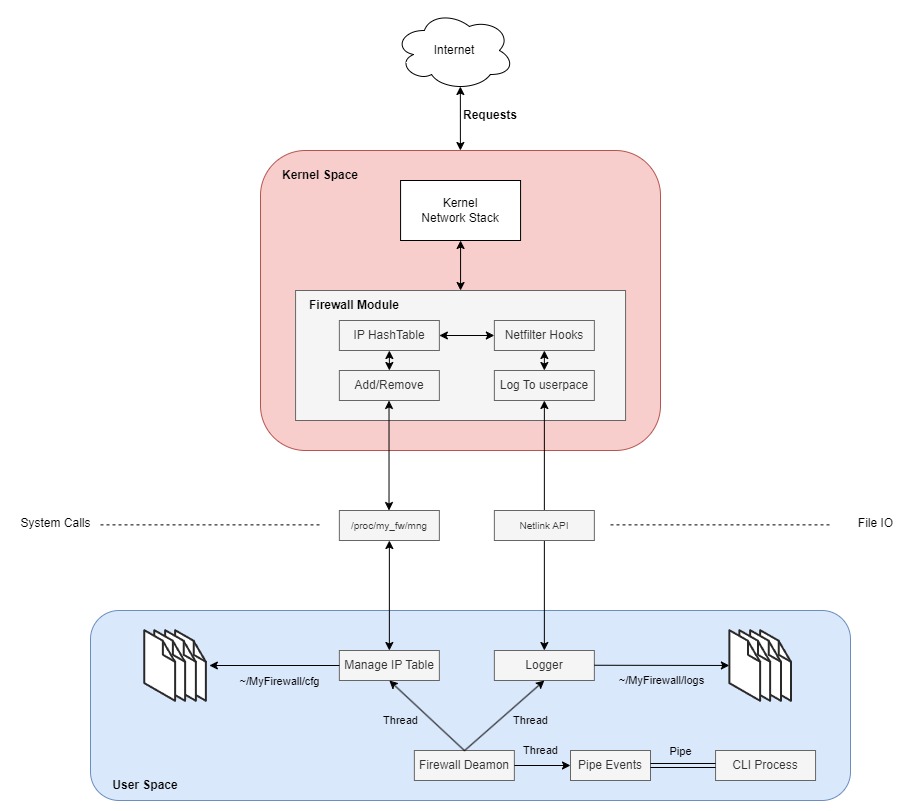 Internet
Requests
Kernel Space
Kernel
Network Stack
Firewall Module
IP HashTable
Netfilter Hooks
Add/Remove
Log To userpace
System Calls
/proc/my_fw/mng
Netlink API
File IO
Manage IP Table
Logger
~/MyFirewall/cfg
~/MyFirewall/logs
Thread
Thread
Firewall Deamon
Thread
Pipe Events
Pipe
CLI Process
User Space